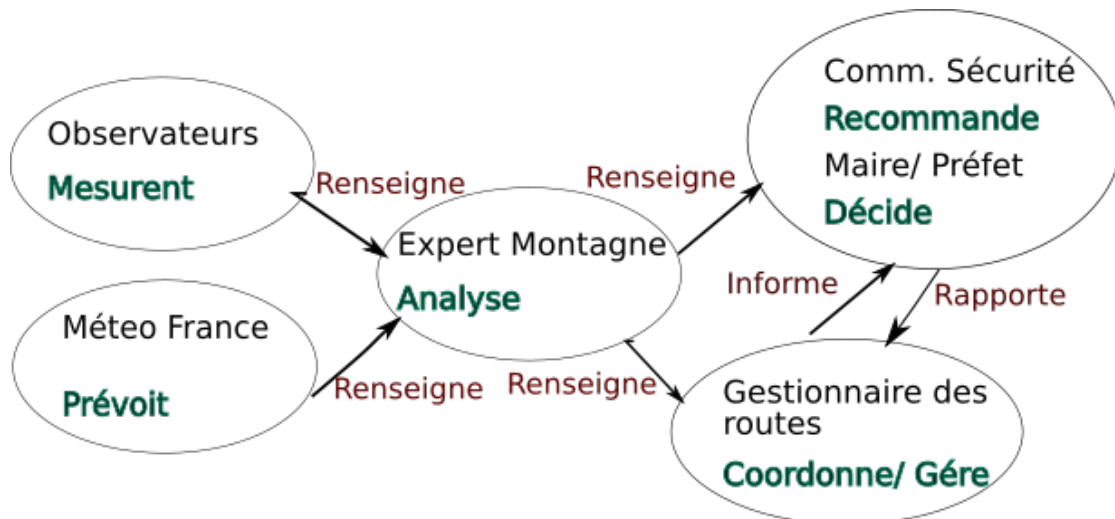 Observateurs
Mesurent
Renseigne
Méteo France
Prévoit
Renseigne
Expert Montagne
Analyse
Renseigne
Renseigne
Comm. Sécurité
Recommande
Maire/ Préfet
Décide
Informe
Rapporte
Gestionnaire des
routes
Coordonne/ Gére